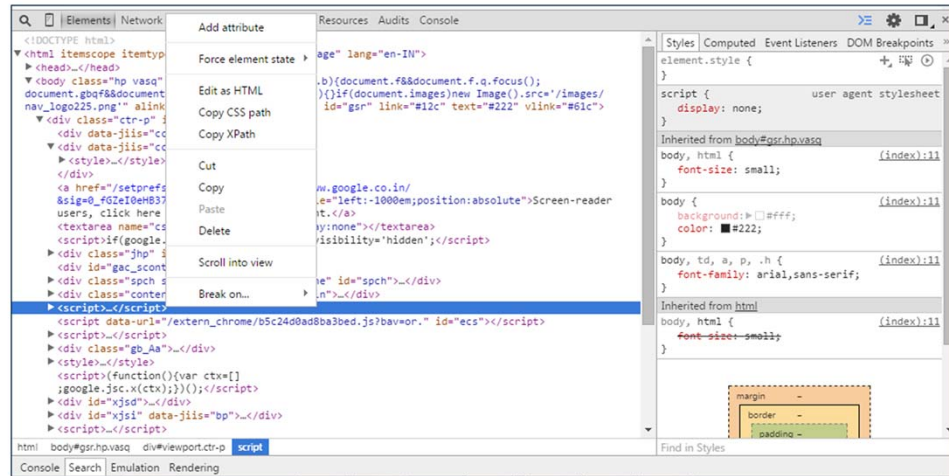 Elements Network Resources Audits Console
<!DOCTYPE html>
<html itemscope itemtyp age" lang="en-IN">
<head>…</head>
<body class="hp vasq" .b){document.f&&document.f.q.focus();
document.gbqf&&document ){}if(document.images)new Image().src='/images/
nav_logo225.png'" alink id="gsr" link="#12c" text="#222" vlink="#61c">
<div class="ctr-p" i
<div data-jiis="cc
<div data-jiis="cc
<style>…</style>
</div>
<a href="/setprefs ww.google.co.in/
&sig=0_fGZeI0eHB37 e="left:-1000em;position:absolute">Screen-reader
users, click here t.</a>
<textarea name="cs ay:none"></textarea>
<script>if(google. isibility='hidden';</script>
<div class="jhp" i
<div id="gac_scont
<div class="spch s me" id="spch">…</div>
<div class="conter n">…</div>
<script>…</script>
<script data-url="/extern_chrome/b5c24d0ad8ba3bed.js?bav=or." id="ecs"></script>
<script>…</script>
<div class="gb_Aa">…</div>
<style>…</style>
<script>(function(){var ctx=[]
;google.jsc.x(ctx);})();</script>
<div id="xjsd">…</div>
<div id="xjsi" data-jiis="bp">…</div>
<script>…</script>
html body#gsr.hp.vasq div#viewport.ctr-p script
Console Search Emulation Rendering
Add attribute
Force element state
Edit as HTML
Copy CSS path
Copy XPath
Cut
Copy
Paste
Delete
Scroll into view
Break on...
Styles Computed Event Listeners DOM Breakpoints »
element.style {
}
script { user agent stylesheet
display: none;
}
Inherited from body#gsr.hp.vasq
body, html { (index):11
font-size: small;
}
body { (index):11
background: #fff;
color: #222;
}
body, td, a, p, .h { (index):11
font-family: arial,sans-serif;
}
Inherited from html
body, html { (index):11
font-size: small;
}
margin –
border –
padding –
Find in Styles